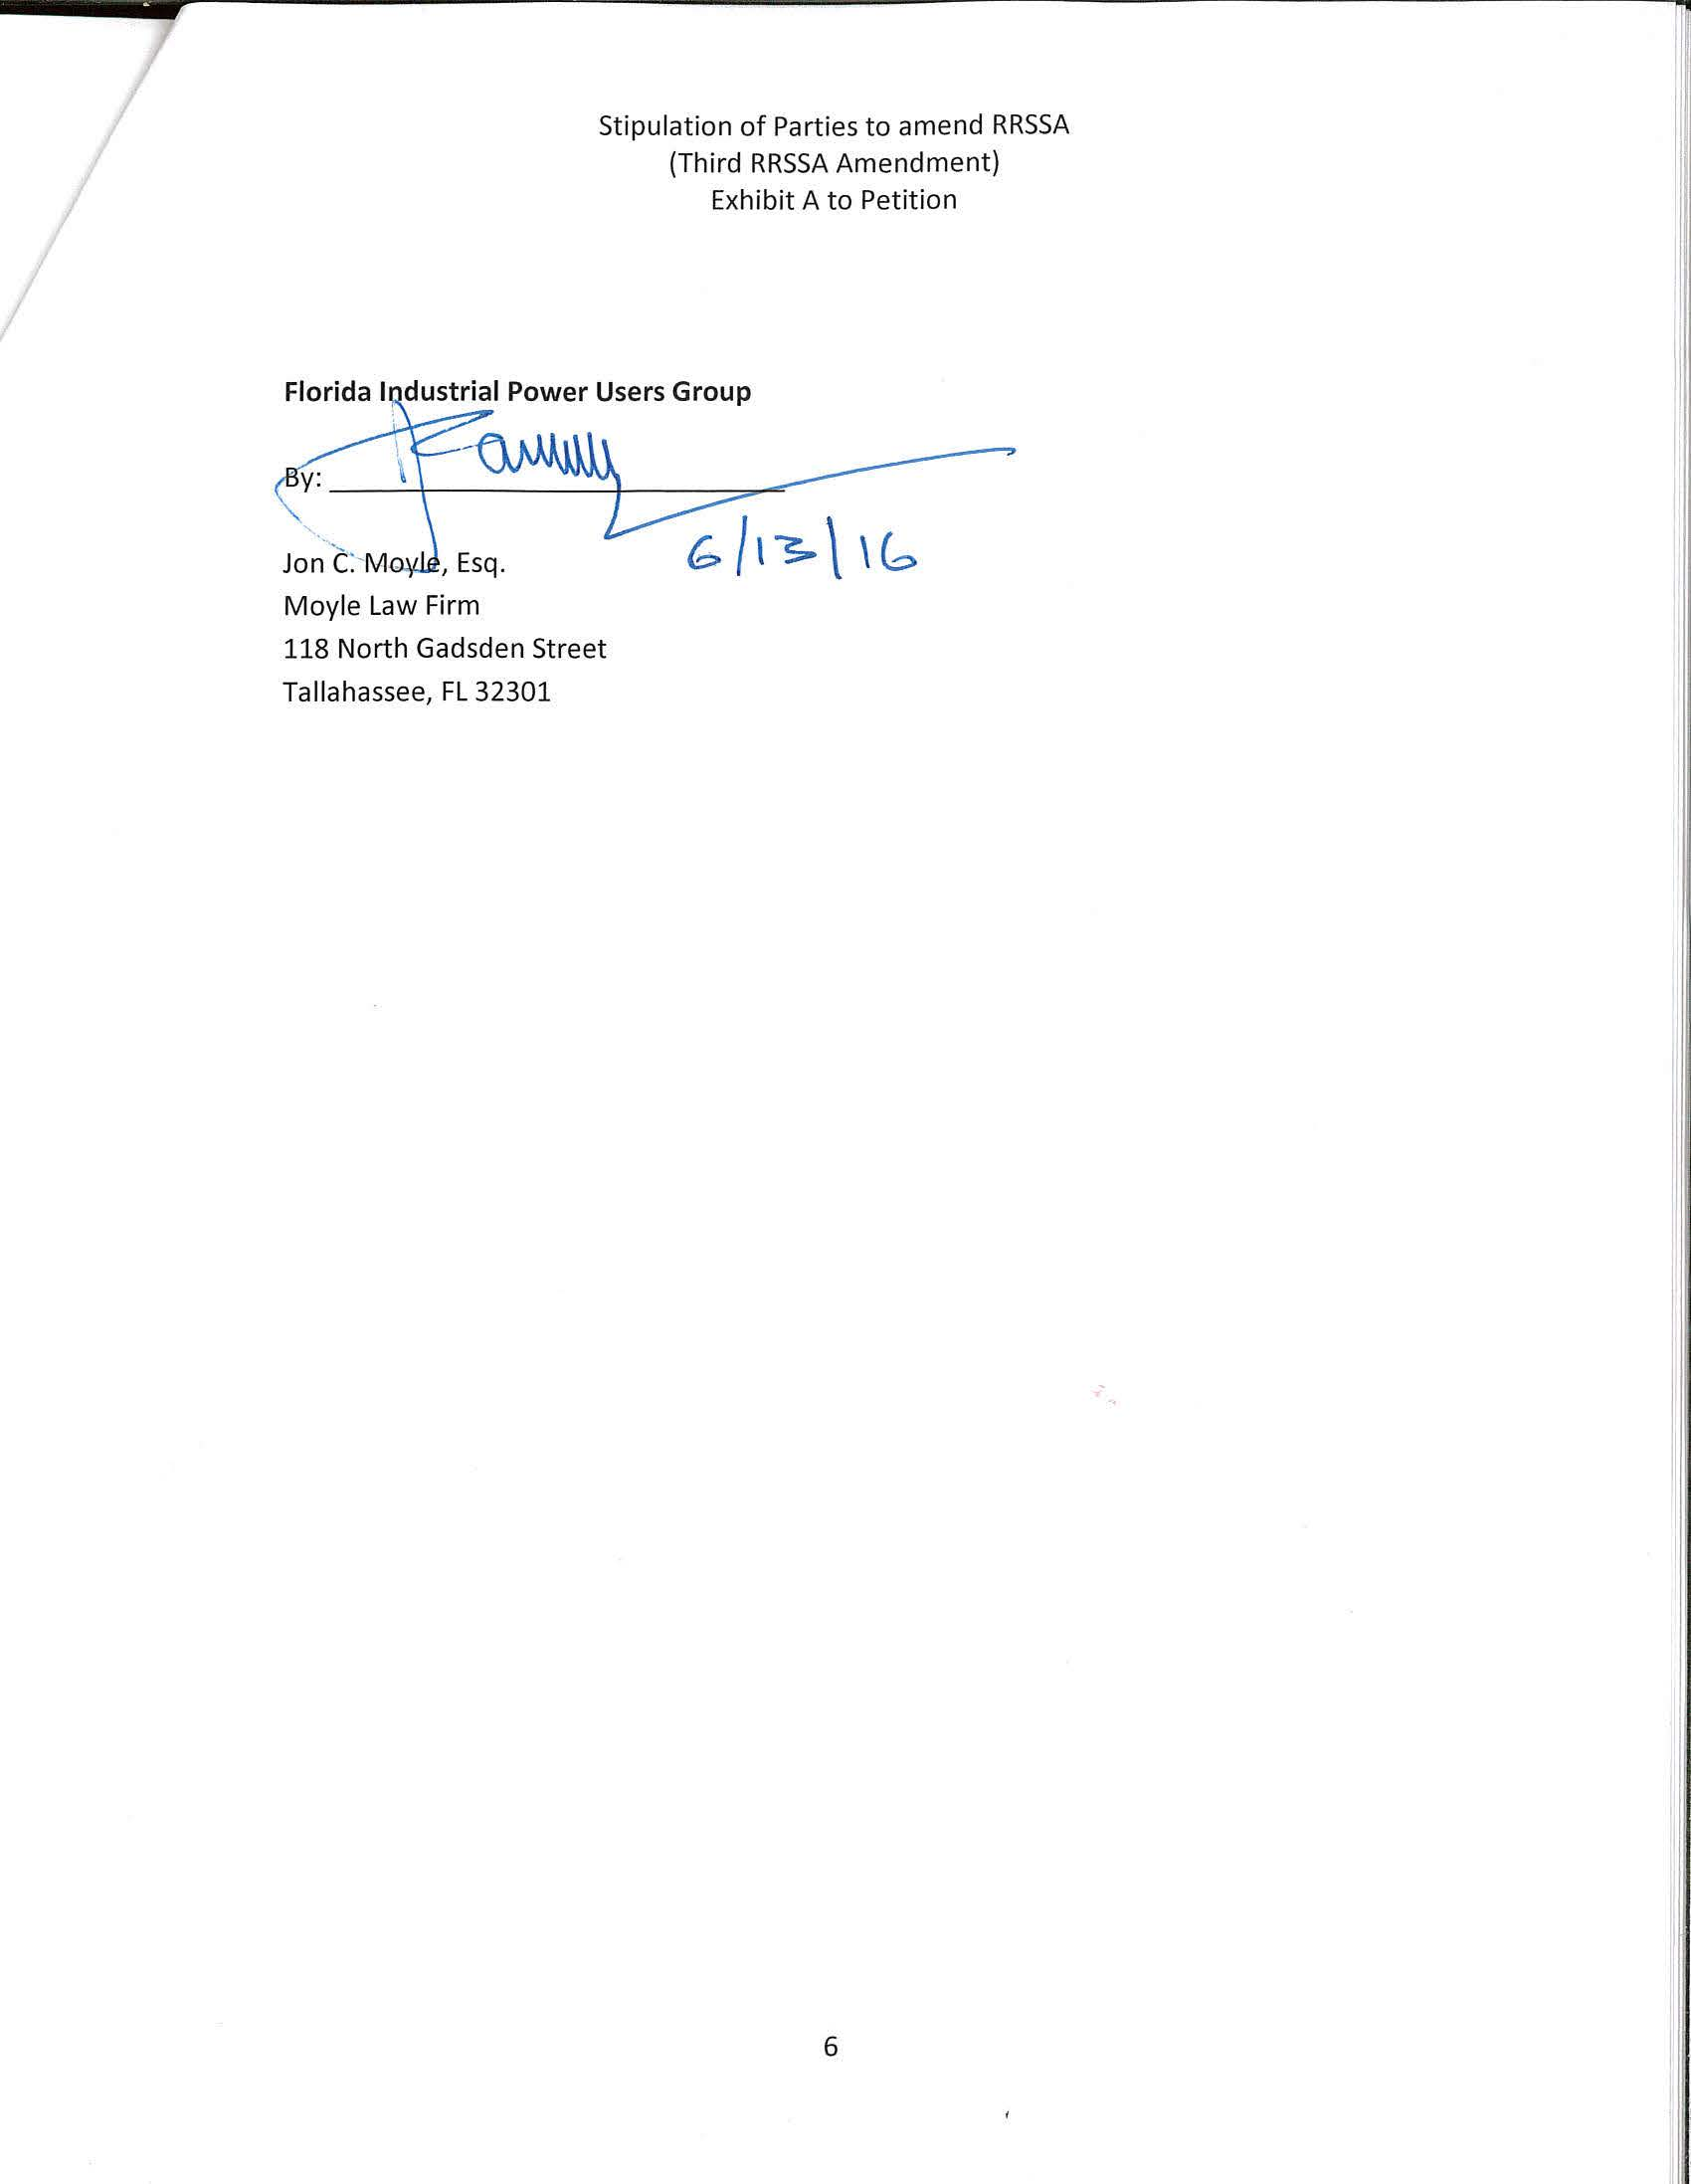 Stipulation of Parties to amend RRSSA
(Third RRSSA Amendment)
Exhibit A to Petition
Florida Industrial Power Users Group
By:
6/13/16
Jon C. Moyle, Esq.
Moyle Law Firm
118 North Gadsden Street
Tallahassee, FL 32301
6